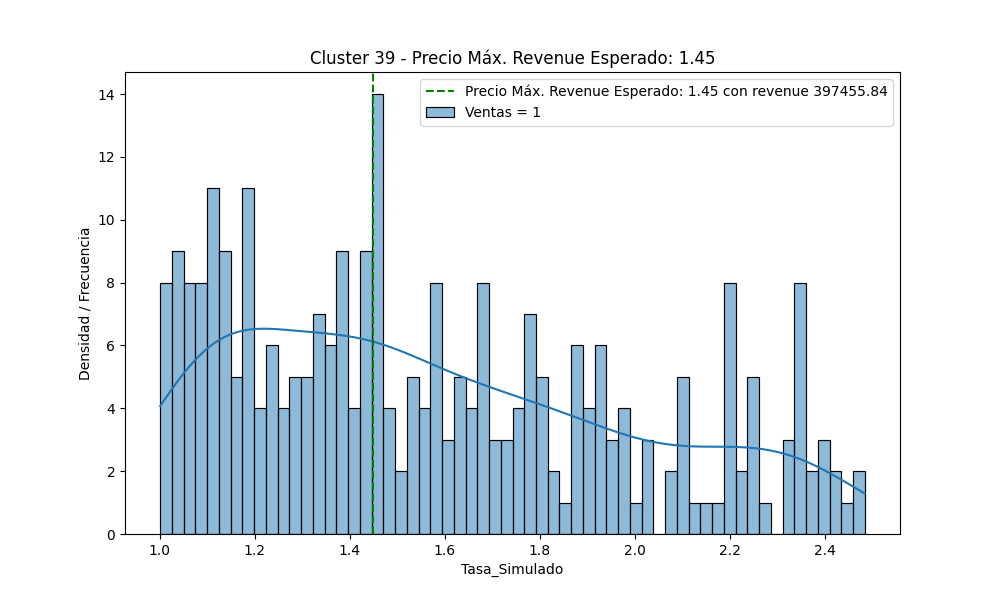 Cluster 39 - Precio Máx. Revenue Esperado: 1.45
Precio Máx. Revenue Esperado: 1.45 con revenue 397455.84
Ventas = 1
Densidad / Frecuencia
14
12
10
8
6
4
2
0
1.0 1.2 1.4 1.6 1.8 2.0 2.2 2.4
Tasa_Simulado